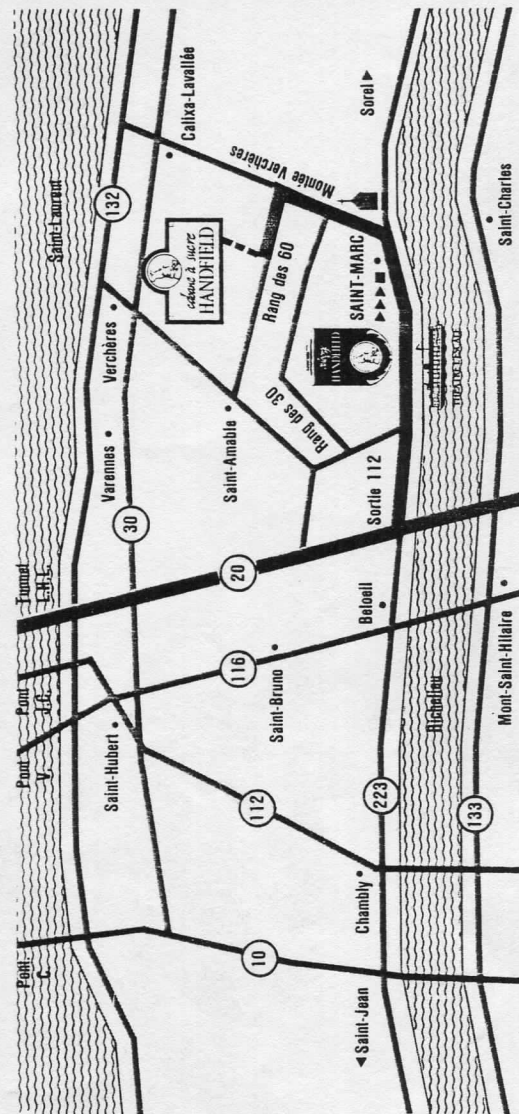 Pont
C.
Pont
V.
Pont
J.C.
Tunnel
L.H.L.
Saint-Laurent
132
Saint-Hubert
Varennes
Verchères
30
Calixa-Lavallée
cabane à sucre
HANDFIELD
10
112
116
20
Saint-Bruno
Saint-Amable
Rang des 60
Rang des 30
Montée Verchères
◀Saint-Jean
Chambly
223
Beloeil
Sortie 112
HANDFIELD
SAINT-MARC
Sorel▶
Richelieu
THÉÂTRE L'ESCALE
133
Mont-Saint-Hilaire
Saint-Charles